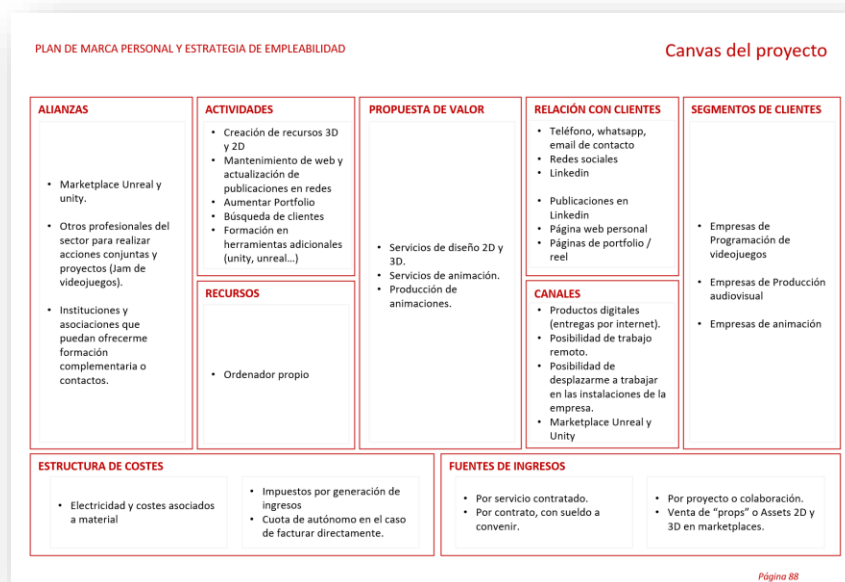 PLAN DE MARCA PERSONAL Y ESTRATEGIA DE EMPLEABILIDAD
Canvas del proyecto
ALIANZAS
• Marketplace Unreal y
unity.
• Otros profesionales del
sector para realizar
acciones conjuntas y
proyectos (Jam de
videojuegos).
• Instituciones y
asociaciones que
puedan ofrecerme
formación
complementaria o
contactos.
ACTIVIDADES
• Creación de recursos 3D
y 2D
• Mantenimiento de web y
actualización de
publicaciones en redes
• Aumentar Portfolio
• Búsqueda de clientes
• Formación en
herramientas adicionales
(unity, unreal...)
RECURSOS
• Ordenador propio
PROPUESTA DE VALOR
• Servicios de diseño 2D y
3D.
• Servicios de animación.
• Producción de
animaciones.
RELACIÓN CON CLIENTES
• Teléfono, whatsapp,
email de contacto
• Redes sociales
• Linkedin
• Publicaciones en
Linkedin
• Página web personal
• Páginas de portfolio /
reel
CANALES
• Productos digitales
(entregas por internet).
• Posibilidad de trabajo
remoto.
• Posibilidad de
desplazarme a trabajar
en las instalaciones de la
empresa.
• Marketplace Unreal y
Unity
SEGMENTOS DE CLIENTES
• Empresas de
Programación de
videojuegos
• Empresas de Producción
audiovisual
• Empresas de animación
ESTRUCTURA DE COSTES
• Electricidad y costes asociados
a material
• Impuestos por generación de
ingresos
• Cuota de autónomo en el caso
de facturar directamente.
FUENTES DE INGRESOS
• Por servicio contratado.
• Por contrato, con sueldo a
convenir.
• Por proyecto o colaboración.
• Venta de “props” o Assets 2D y
3D en marketplaces.
Página 88